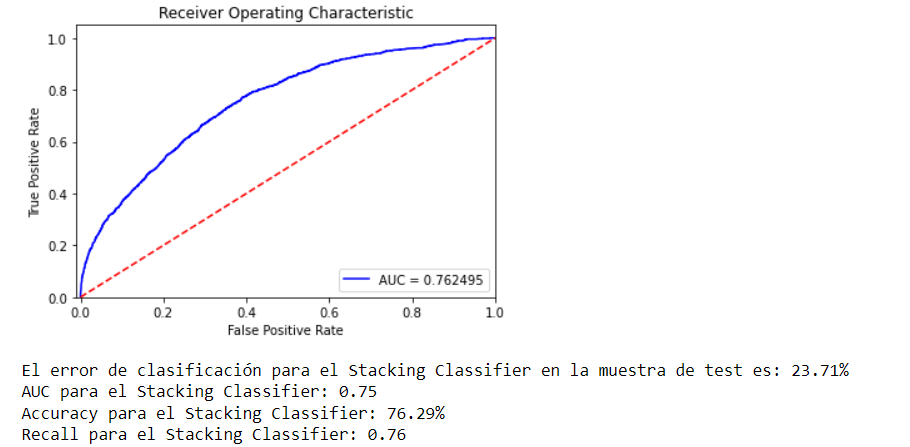 Receiver Operating Characteristic
1.0
0.8
0.6
0.4
0.2
0.0
True Positive Rate
AUC = 0.762495
0.0 0.2 0.4 0.6 0.8 1.0
False Positive Rate
El error de clasificación para el Stacking Classifier en la muestra de test es: 23.71%
AUC para el Stacking Classifier: 0.75
Accuracy para el Stacking Classifier: 76.29%
Recall para el Stacking Classifier: 0.76